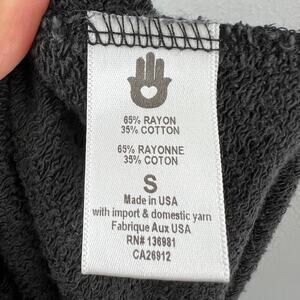 65% RAYON
35% COTTON
65% RAYONNE
35% COTON
S
Made in USA
with import & domestic yarn
Fabrique Aux USA
RN# 136981
CA26912